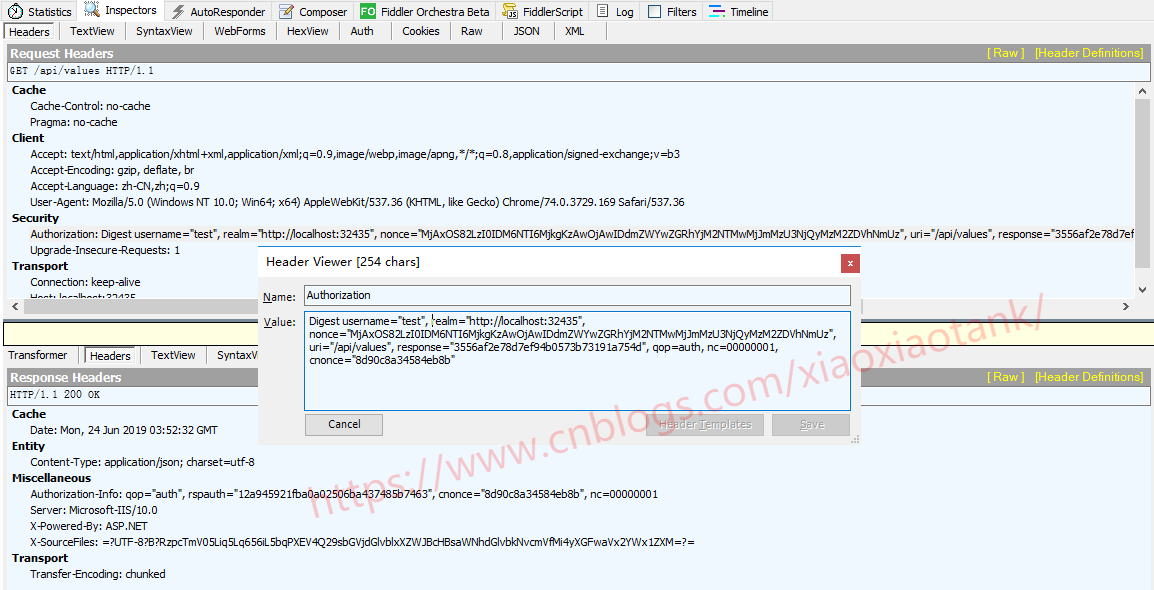 Statistics Inspectors AutoResponder Composer FO Fiddler Orchestra Beta FiddlerScript Log Filters Timeline
Headers TextView SyntaxView WebForms HexView Auth Cookies Raw JSON XML
Request Headers [ Raw ] [Header Definitions]
GET /api/values HTTP/1.1
Cache
Cache-Control: no-cache
Pragma: no-cache
Client
Accept: text/html,application/xhtml+xml,application/xml;q=0.9,image/webp,image/apng,*/*;q=0.8,application/signed-exchange;v=b3
Accept-Encoding: gzip, deflate, br
Accept-Language: zh-CN,zh;q=0.9
User-Agent: Mozilla/5.0 (Windows NT 10.0; Win64; x64) AppleWebKit/537.36 (KHTML, like Gecko) Chrome/74.0.3729.169 Safari/537.36
Security
Authorization: Digest username="test", realm="http://localhost:32435", nonce="MjAxOS82LzI0IDM6NTI6MjkgKzAwOjAwIDdmZWYwZGRhYjM2NTMwMjJmMzU3NjQyMzM2ZDVhNmUz", uri="/api/values", response="3556af2e78d7ef
Upgrade-Insecure-Requests: 1
Transport
Connection: keep-alive
Host: localhost:32435
Header Viewer [254 chars]
x
Name: Authorization
Value: Digest username="test", realm="http://localhost:32435",
nonce="MjAxOS82LzI0IDM6NTI6MjkgKzAwOjAwIDdmZWYwZGRhYjM2NTMwMjJmMzU3NjQyMzM2ZDVhNmUz",
uri="/api/values", response="3556af2e78d7ef94b0573b73191a754d", qop=auth, nc=00000001,
cnonce="8d90c8a34584eb8b"
Cancel Header Templates Save
Transformer Headers TextView SyntaxV
Response Headers [ Raw ] [Header Definitions]
HTTP/1.1 200 OK
Cache
Date: Mon, 24 Jun 2019 03:52:32 GMT
Entity
Content-Type: application/json; charset=utf-8
Miscellaneous
Authorization-Info: qop="auth", rspauth="12a945921fba0a02506ba437485b7463", cnonce="8d90c8a34584eb8b", nc=00000001
Server: Microsoft-IIS/10.0
X-Powered-By: ASP.NET
X-SourceFiles: =?UTF-8?B?RzpcTmV05Liq5Lq656iL5bqPXEV4Q29sbGVjdGlvblxXZWJBcHBsaWNhdGlvbkNvcmVfMi4yXGFwaVx2YWx1ZXM=?=
Transport
Transfer-Encoding: chunked
https://www.cnblogs.com/xiaoxiaotank/